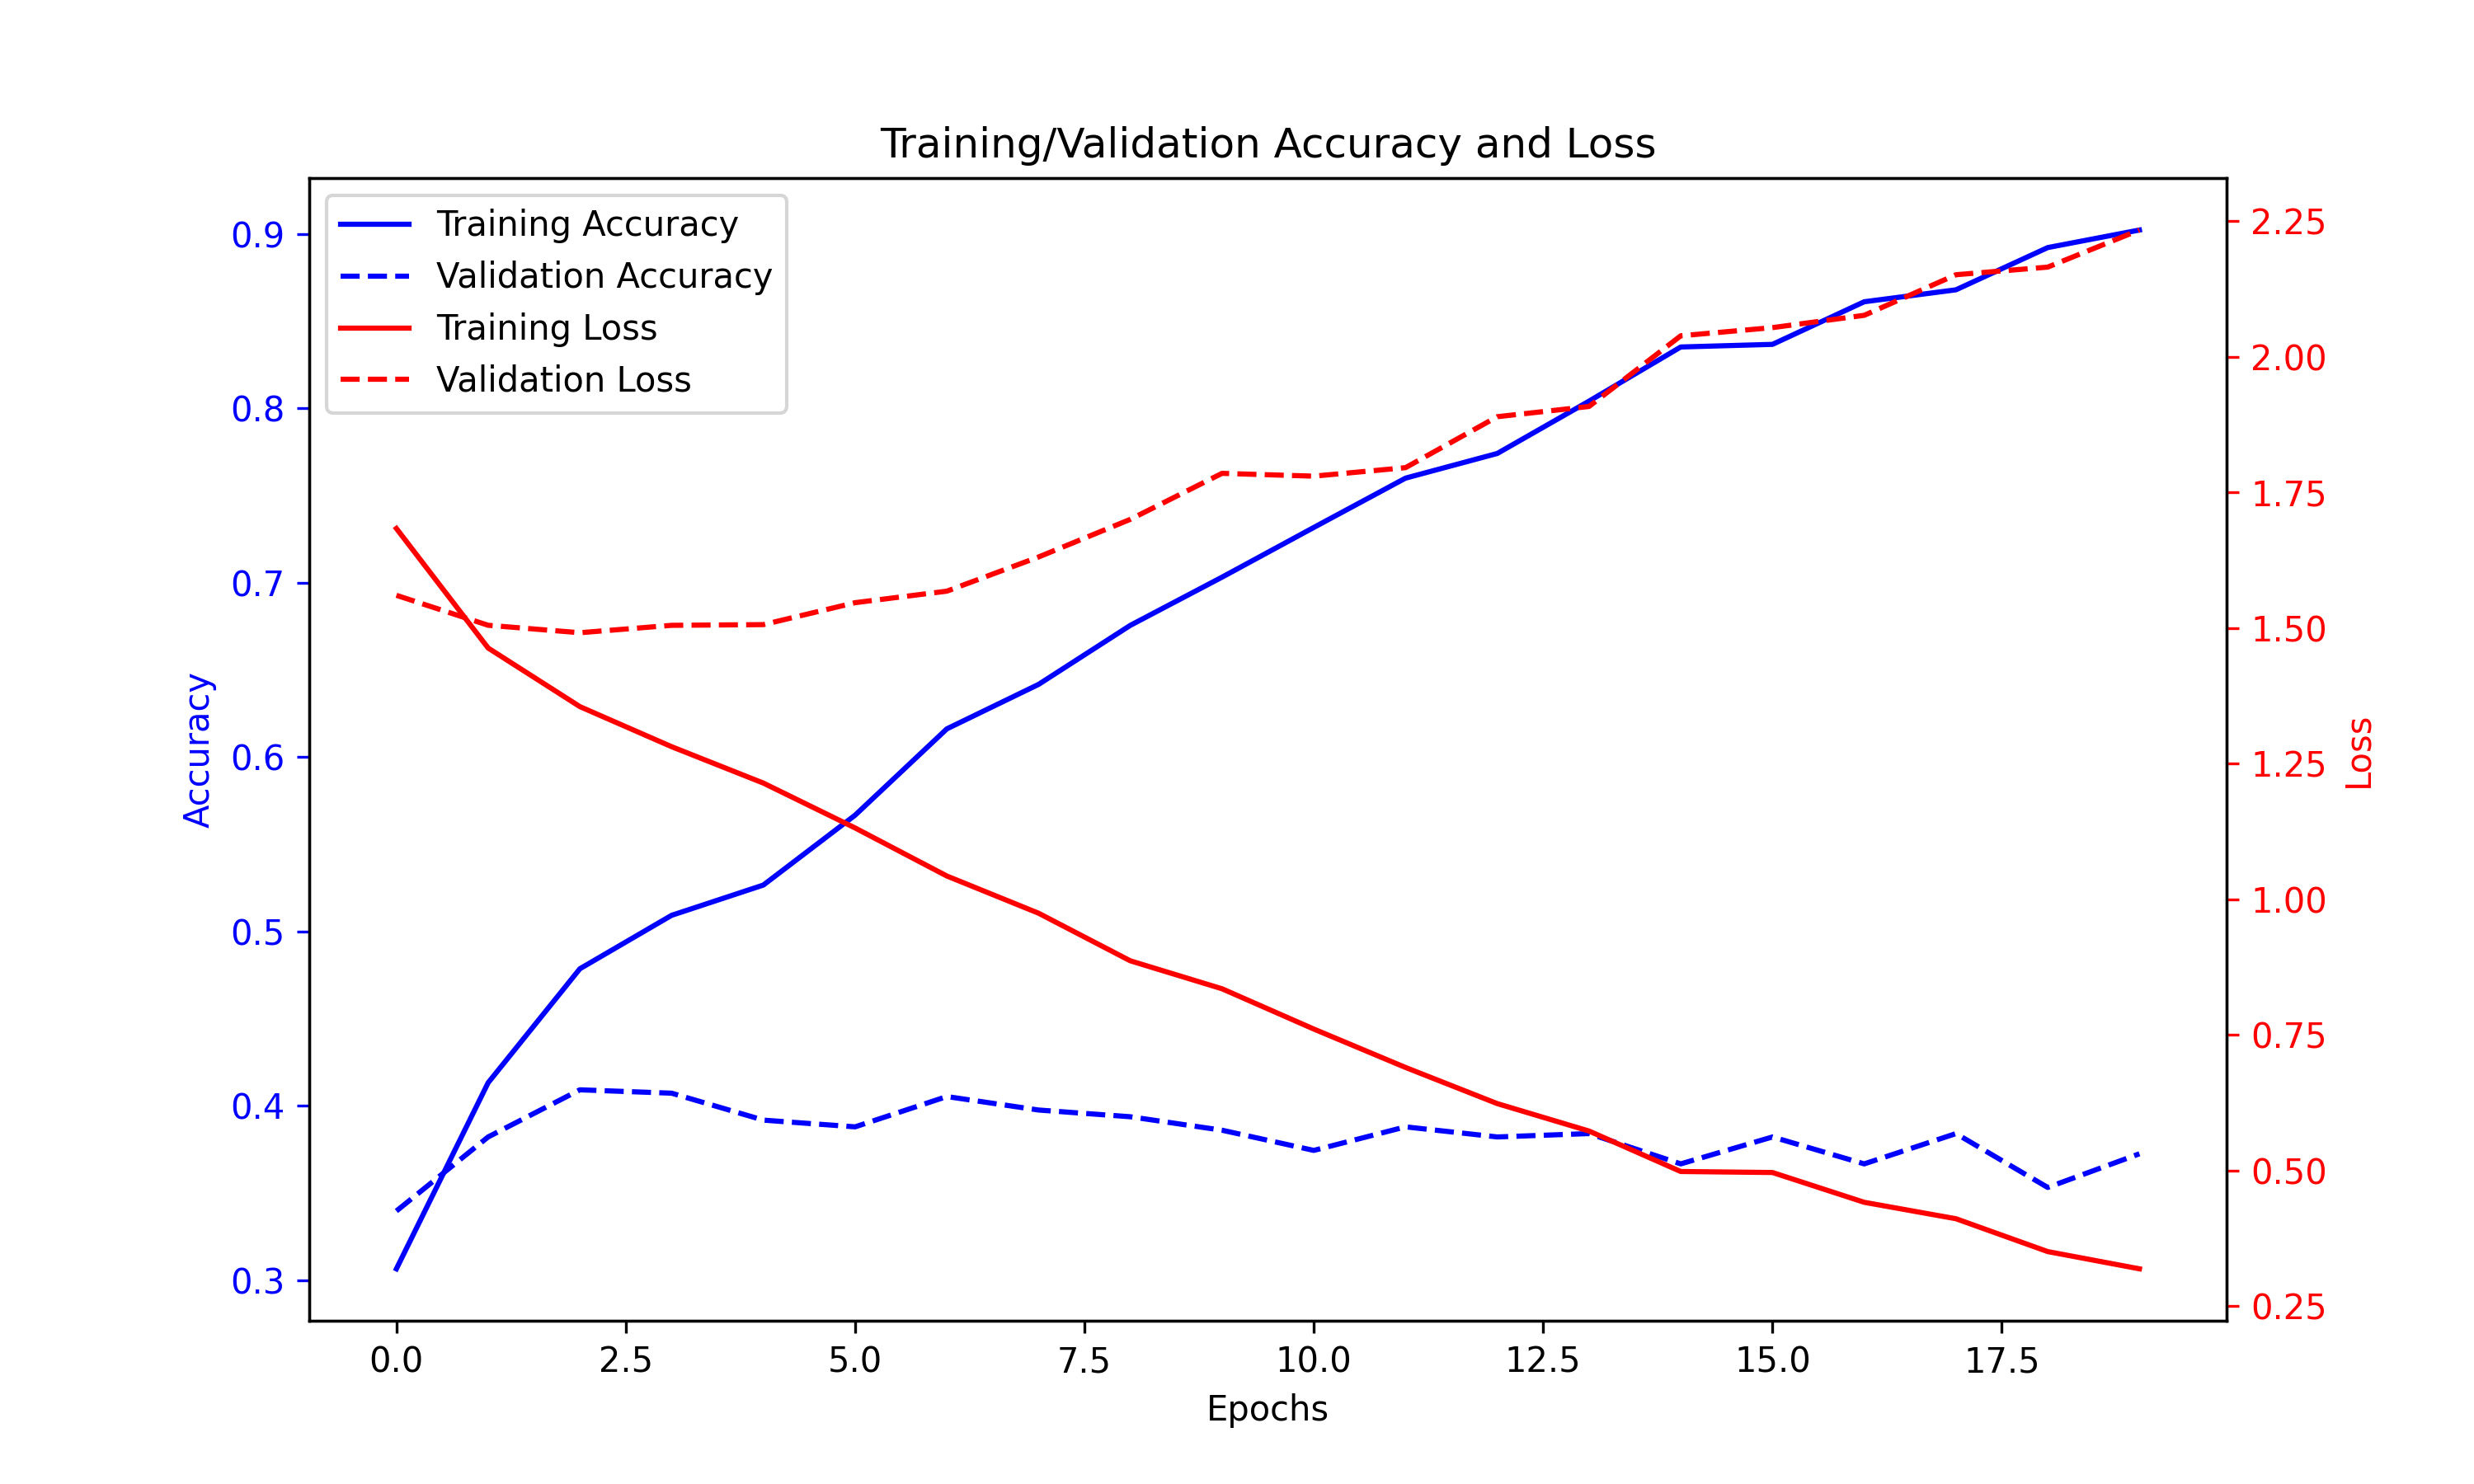 Training/Validation Accuracy and Loss
Training Accuracy
Validation Accuracy
Training Loss
Validation Loss
0.9
0.8
0.7
0.6
0.5
0.4
0.3
Accuracy
2.25
2.00
1.75
1.50
1.25
1.00
0.75
0.50
0.25
Loss
0.0 2.5 5.0 7.5 10.0 12.5 15.0 17.5
Epochs